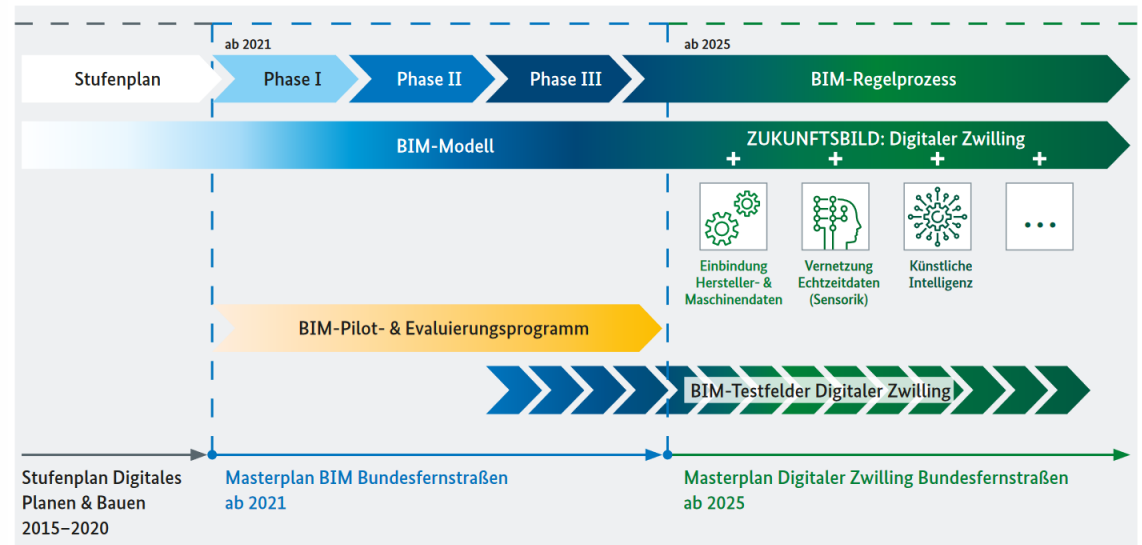 ab 2021
ab 2025
Stufenplan
Phase I
Phase II
Phase III
BIM-Regelprozess
BIM-Modell
ZUKUNFTSBILD: Digitaler Zwilling
+
+
+
+
...
Einbindung
Hersteller- &
Maschinendaten
Vernetzung
Echtzeitdaten
(Sensorik)
Künstliche
Intelligenz
BIM-Pilot- & Evaluierungsprogramm
BIM-Testfelder Digitaler Zwilling
Stufenplan Digitales
Planen & Bauen
2015–2020
Masterplan BIM Bundesfernstraßen
ab 2021
Masterplan Digitaler Zwilling Bundesfernstraßen
ab 2025